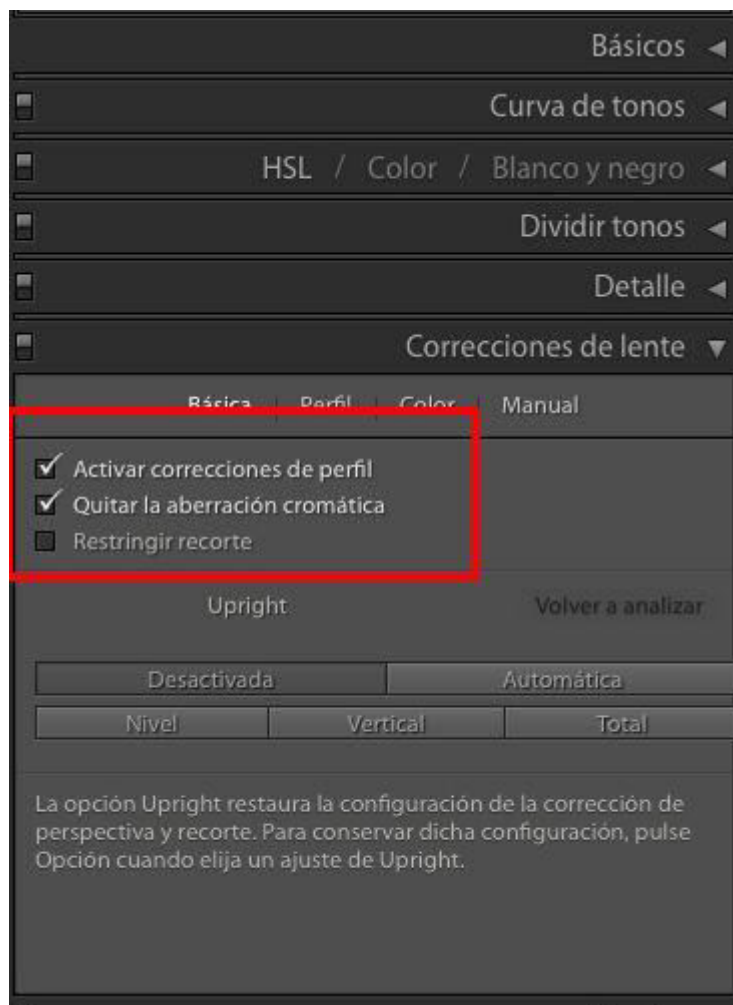 Básicos
Curva de tonos
HSL / Color / Blanco y negro
Dividir tonos
Detalle
Correcciones de lente
Básica | Perfil | Color | Manual
Activar correcciones de perfil
Quitar la aberración cromática
Restringir recorte
Upright Volver a analizar
Desactivada Automática
Nivel Vertical Total
La opción Upright restaura la configuración de la corrección de
perspectiva y recorte. Para conservar dicha configuración, pulse
Opción cuando elija un ajuste de Upright.